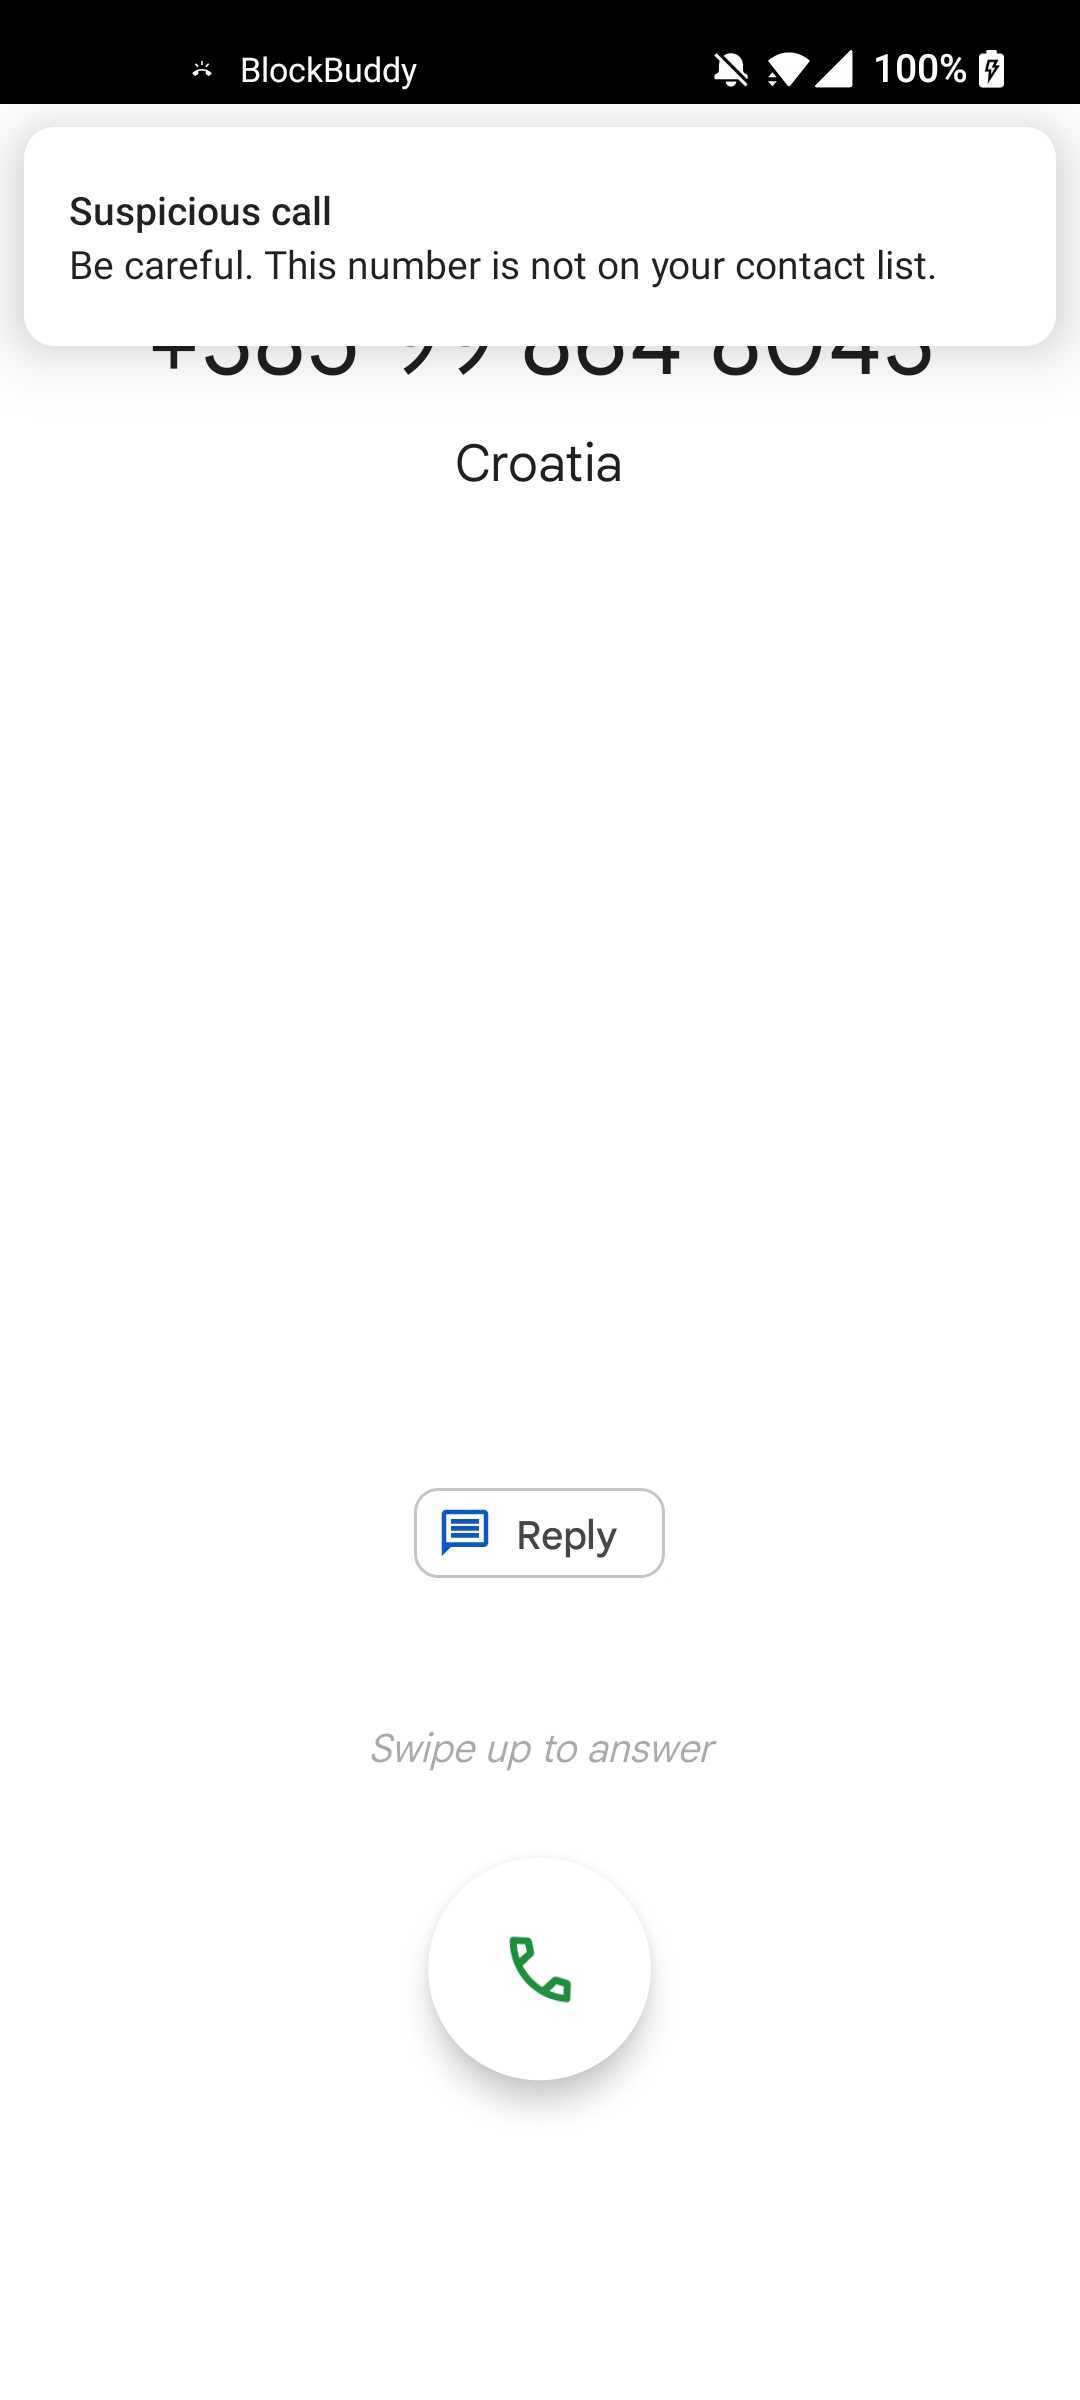 BlockBuddy
100%
Suspicious call
Be careful. This number is not on your contact list.
Croatia
Reply
Swipe up to answer